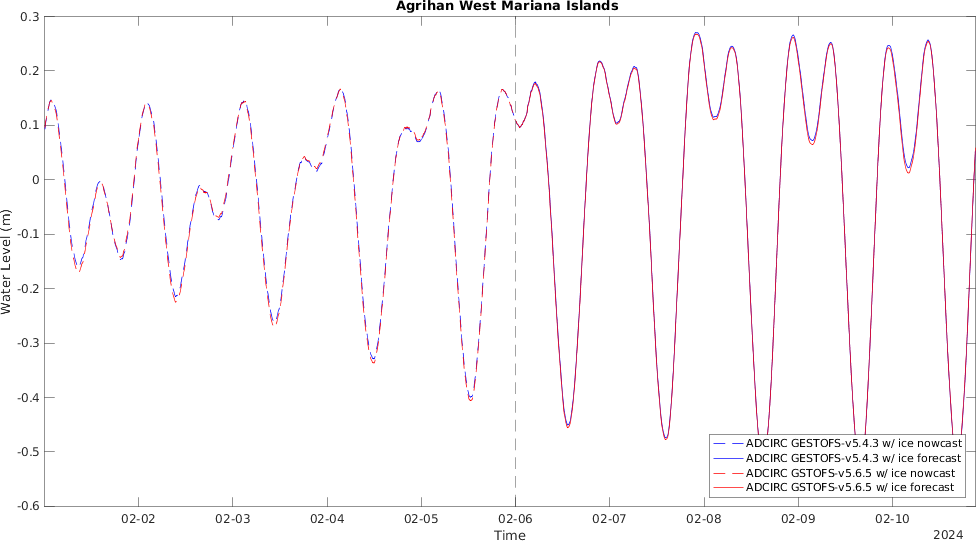 Agrihan West Mariana Islands
Water Level (m)
0.3
0.2
0.1
0
-0.1
-0.2
-0.3
-0.4
-0.5
-0.6
ADCIRC GESTOFS-v5.4.3 w/ ice nowcast
ADCIRC GESTOFS-v5.4.3 w/ ice forecast
ADCIRC GSTOFS-v5.6.5 w/ ice nowcast
ADCIRC GSTOFS-v5.6.5 w/ ice forecast
02-02 02-03 02-04 02-05 02-06 02-07 02-08 02-09 02-10
Time
2024